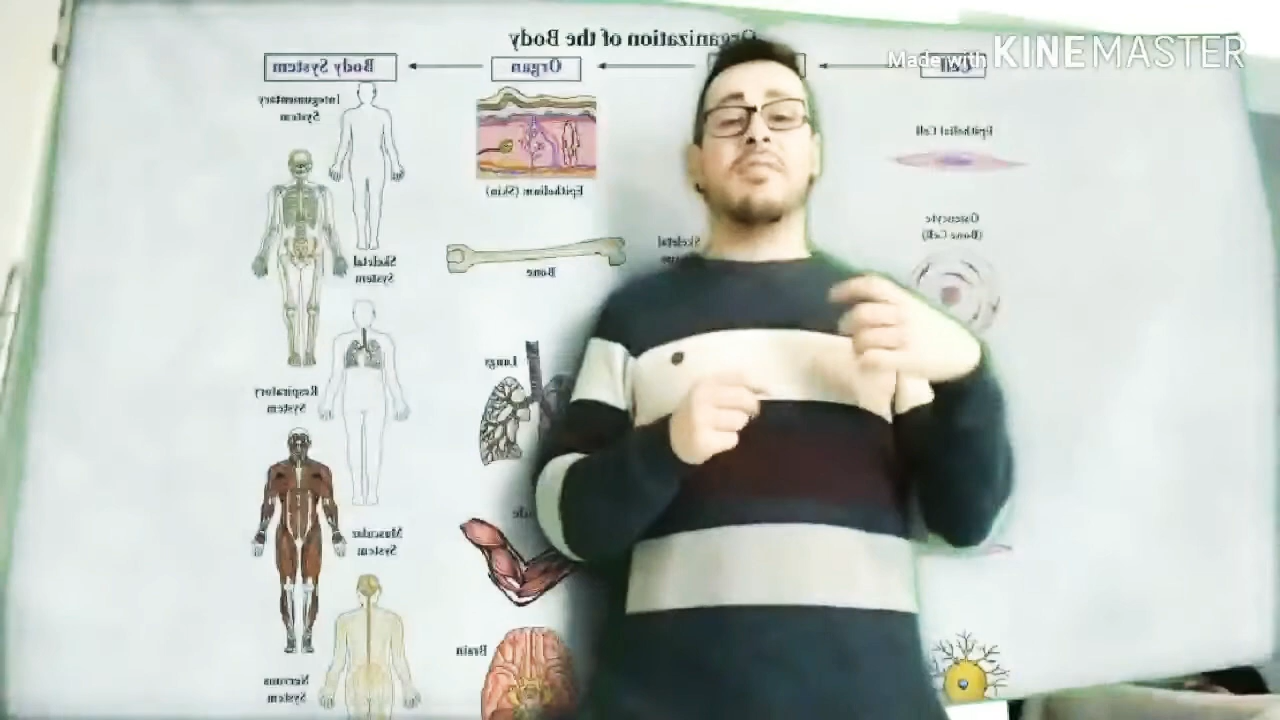 Organization of the Body
Made with KINEMASTER
Body System
Organ
Cell
Integumentary
System
Epithelial Cell
Epithelium (Skin)
Osteocyte
(Bone Cell)
Skeletal
Skeletal
System
Bone
Lungs
Respiratory
System
Muscular
System
Brain
Nervous
System